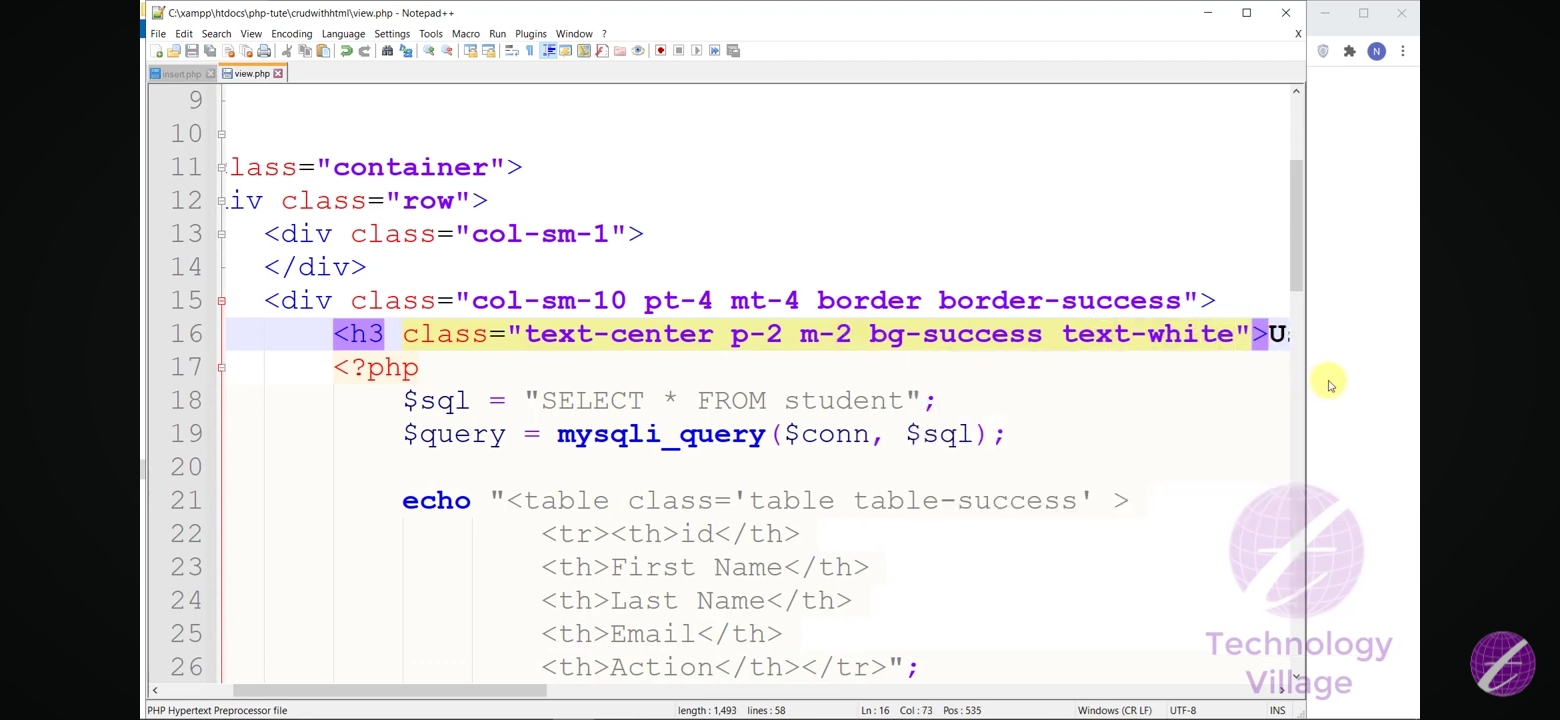 C:\xampp\htdocs\php-tute\crudwithhtml\view.php - Notepad++
File Edit Search View Encoding Language Settings Tools Macro Run Plugins Window ? X
insert.php view.php
N
9
10
11 lass="container">
12 iv class="row">
13 <div class="col-sm-1">
14 </div>
15 <div class="col-sm-10 pt-4 mt-4 border border-success">
16 <h3 class="text-center p-2 m-2 bg-success text-white">U
17 <?php
18 $sql = "SELECT * FROM student";
19 $query = mysqli_query($conn, $sql);
20
21 echo "<table class='table table-success' >
22 <tr><th>id</th>
23 <th>First Name</th>
24 <th>Last Name</th>
25 <th>Email</th>
26 <th>Action</th></tr>";
Technology
Village
PHP Hypertext Preprocessor file length : 1,493 lines : 58 Ln : 16 Col : 73 Pos : 535 Windows (CR LF) UTF-8 INS